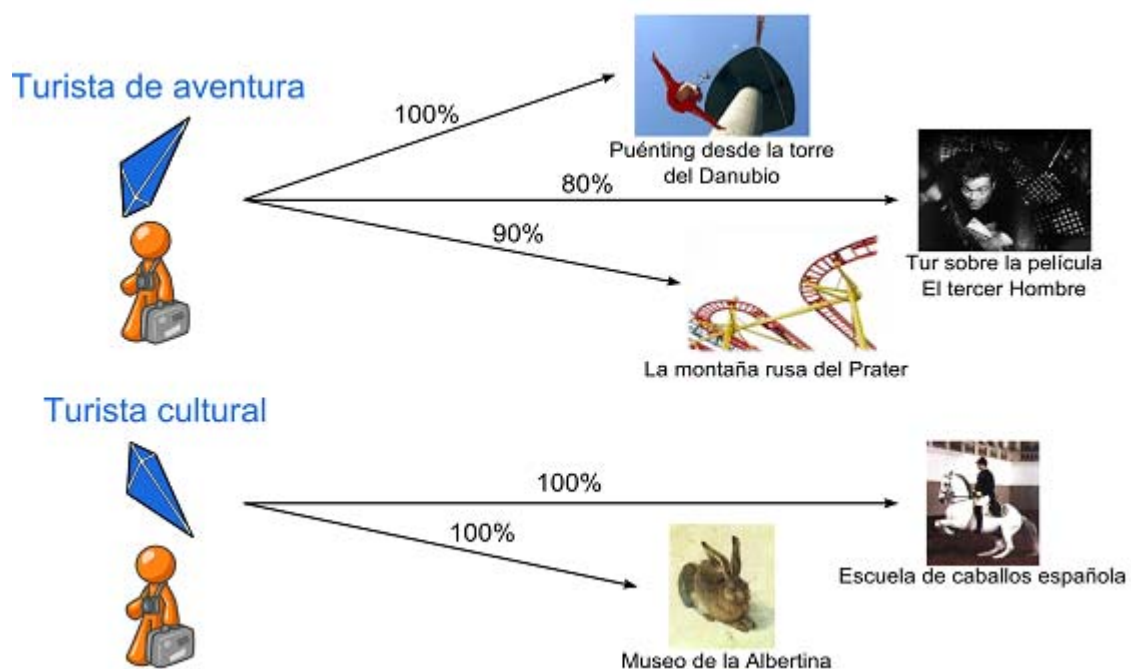 Turista de aventura
100%
Puénting desde la torre
del Danubio
80%
Tur sobre la película
El tercer Hombre
90%
La montaña rusa del Prater
Turista cultural
100%
Escuela de caballos española
100%
Museo de la Albertina